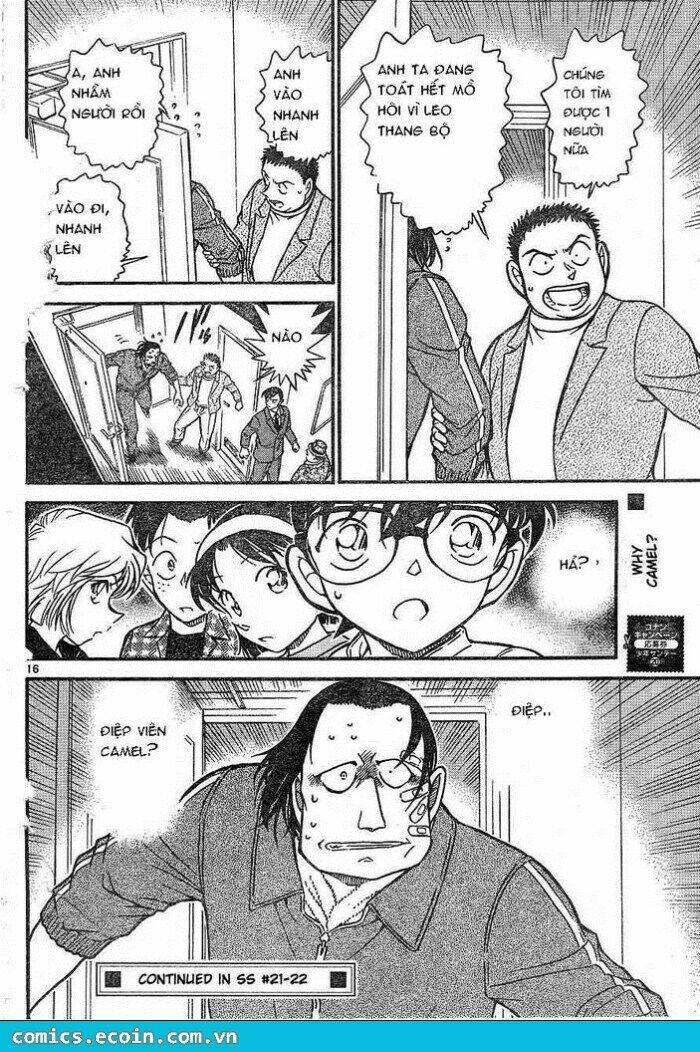 CHÚNG
TÔI TÌM
ĐƯỢC 1
NGƯỜI
NỮA
ANH TA ĐANG
TOÁT HẾT MỒ
HÔI VÌ LEO
THANG BỘ
ANH
VÀO
NHANH
LÊN
A, ANH
NHẦM
NGƯỜI RỒI
VÀO ĐI,
NHANH
LÊN
NÀO
HẢ?
WHY
CAMEL?
16
ĐIỆP..
ĐIỆP VIÊN
CAMEL?
CONTINUED IN SS #21-22
comics.ecoin.com.vn